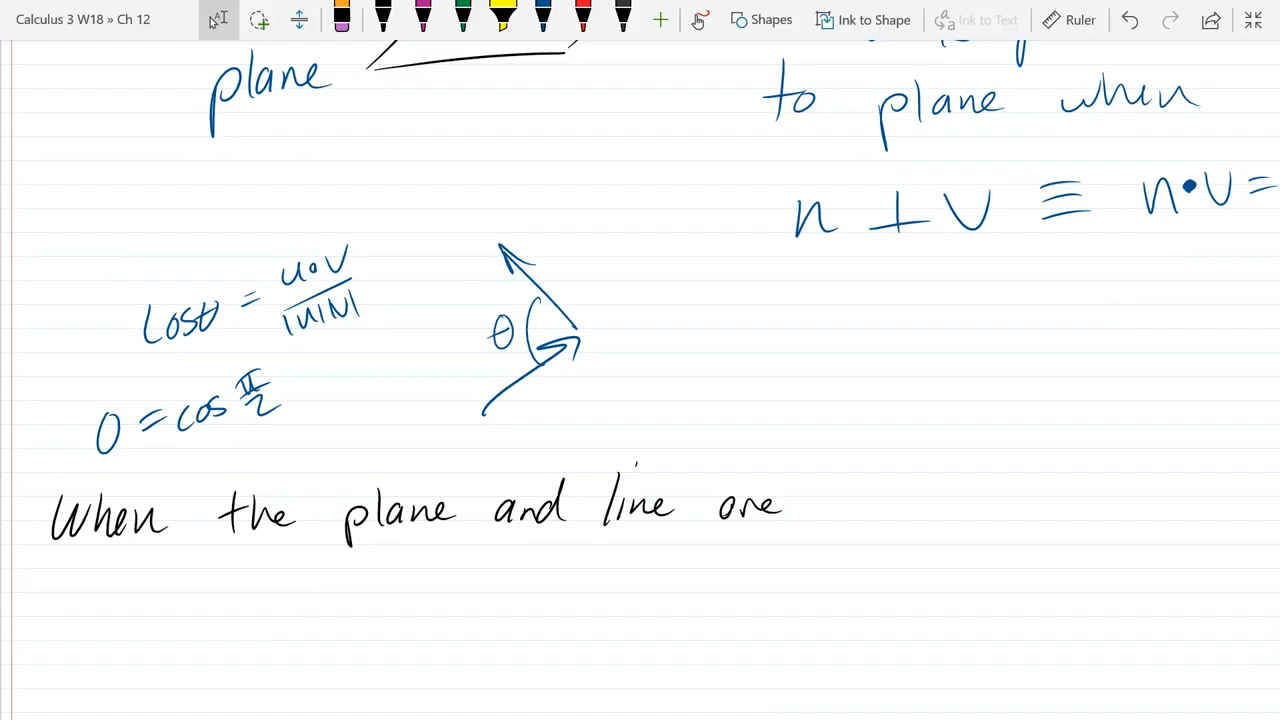 Calculus 3 W18 » Ch 12
Shapes
Ink to Shape
Ink to Text
Ruler
plane
to plane when
n ⊥ v ≡ n • v =
cosθ = u•v / |u||v|
θ
0 = cos π/2
When the plane and line are